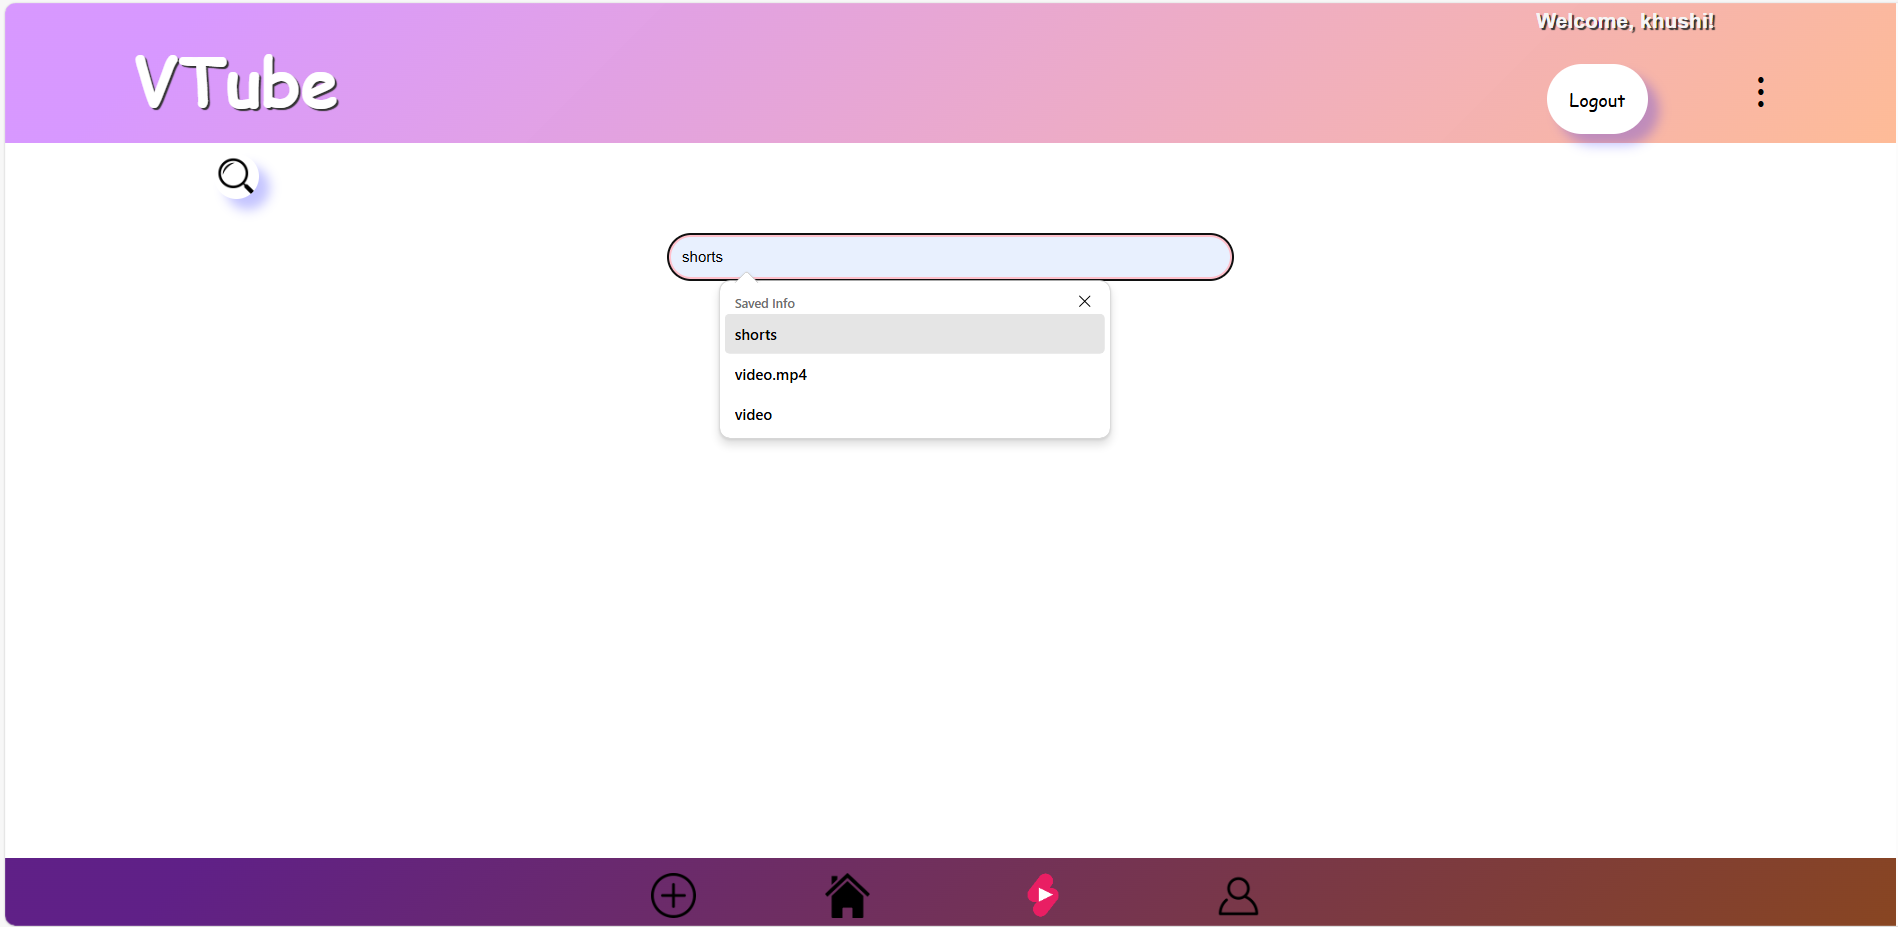 Welcome, khushi!
VTube
Logout
shorts
Saved Info
shorts
video.mp4
video